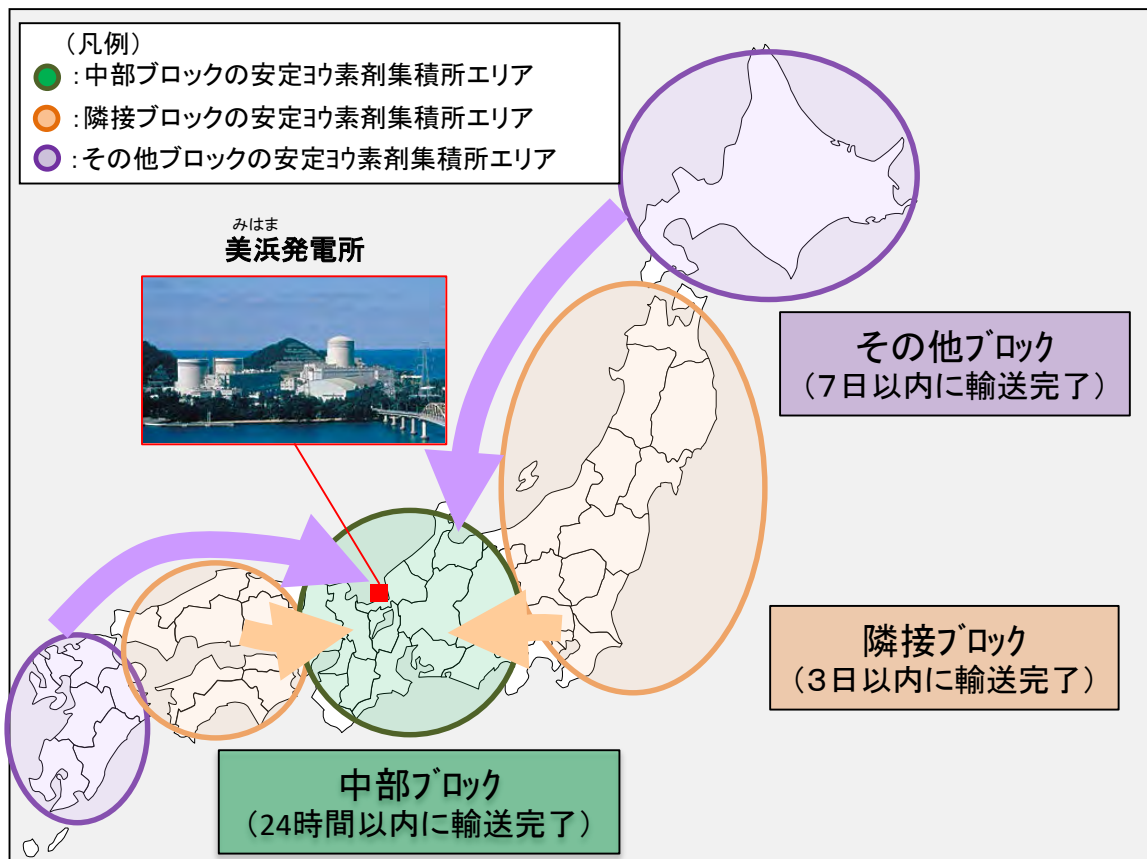 （凡例）
：中部ブロックの安定ﾖｳ素剤集積所エリア
：隣接ブロックの安定ﾖｳ素剤集積所エリア
：その他ブロックの安定ﾖｳ素剤集積所エリア
みはま
美浜発電所
その他ﾌﾞﾛｯｸ
（７日以内に輸送完了）
隣接ﾌﾞﾛｯｸ
（３日以内に輸送完了）
中部ﾌﾞﾛｯｸ
（24時間以内に輸送完了）